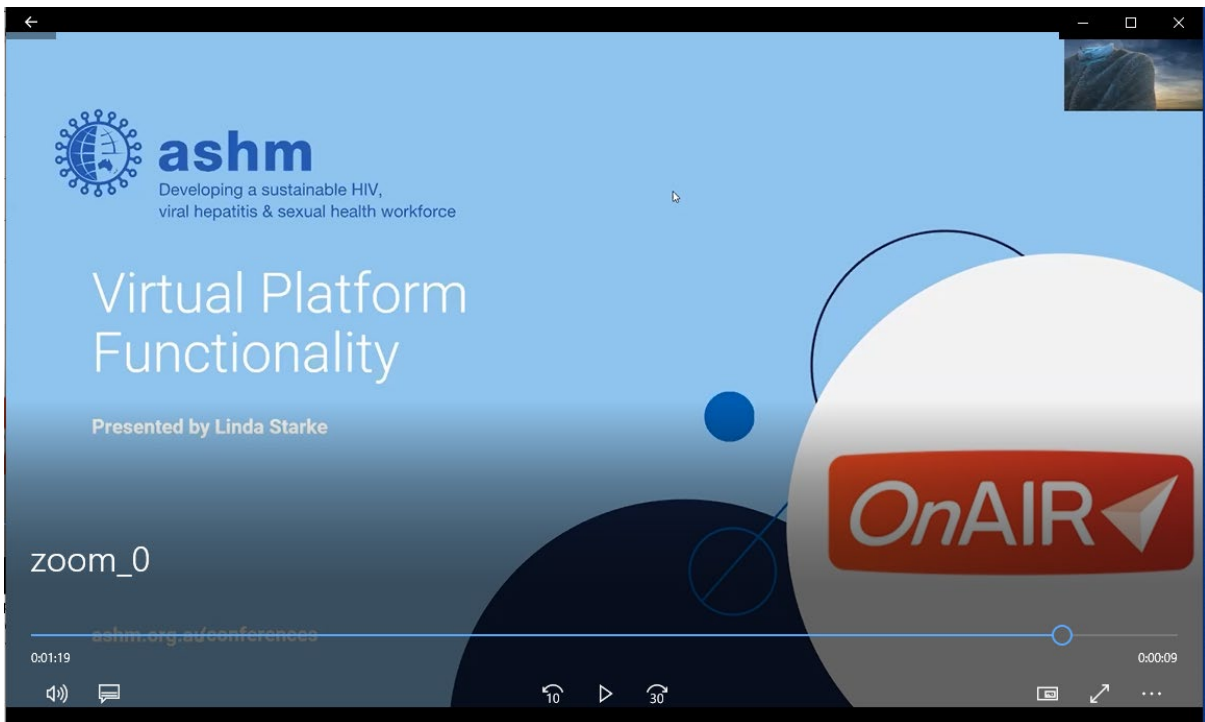 ashm
Developing a sustainable HIV,
viral hepatitis & sexual health workforce
Virtual Platform
Functionality
Presented by Linda Starke
OnAIR
zoom_0
ashm.org.au/conferences
0:01:19
0:00:09
10
30